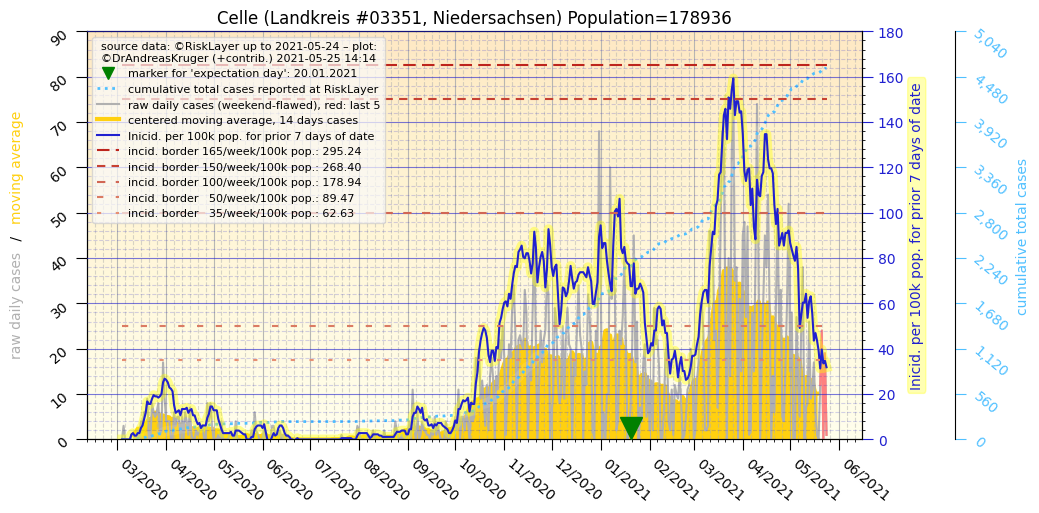 Celle (Landkreis #03351, Niedersachsen) Population=178936
source data: ©RiskLayer up to 2021-05-24 – plot:
©DrAndreasKruger (+contrib.) 2021-05-25 14:14
marker for 'expectation day': 20.01.2021
cumulative total cases reported at RiskLayer
raw daily cases (weekend-flawed), red: last 5
centered moving average, 14 days cases
Inicid. per 100k pop. for prior 7 days of date
incid. border 165/week/100k pop.: 295.24
incid. border 150/week/100k pop.: 268.40
incid. border 100/week/100k pop.: 178.94
incid. border 50/week/100k pop.: 89.47
incid. border 35/week/100k pop.: 62.63
raw daily cases / moving average
90
80
70
60
50
40
30
20
10
0
180
160
140
120
100
80
60
40
20
0
Inicid. per 100k pop. for prior 7 days of date
5,040
4,480
3,920
3,360
2,800
2,240
1,680
1,120
560
0
cumulative total cases
03/2020
04/2020
05/2020
06/2020
07/2020
08/2020
09/2020
10/2020
11/2020
12/2020
01/2021
02/2021
03/2021
04/2021
05/2021
06/2021